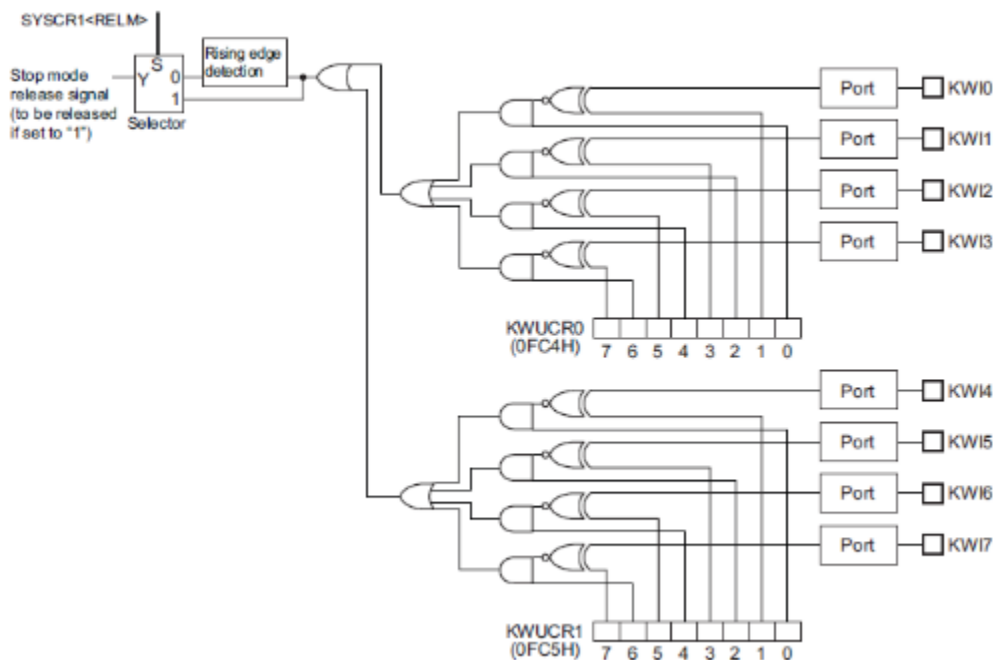 SYSCR1<RELM>
Stop mode
release signal
(to be released
if set to “1”)
S
Y 0
1
Selector
Rising edge
detection
Port KWI0
Port KWI1
Port KWI2
Port KWI3
KWUCR0
(0FC4H)
7 6 5 4 3 2 1 0
Port KWI4
Port KWI5
Port KWI6
Port KWI7
KWUCR1
(0FC5H)
7 6 5 4 3 2 1 0